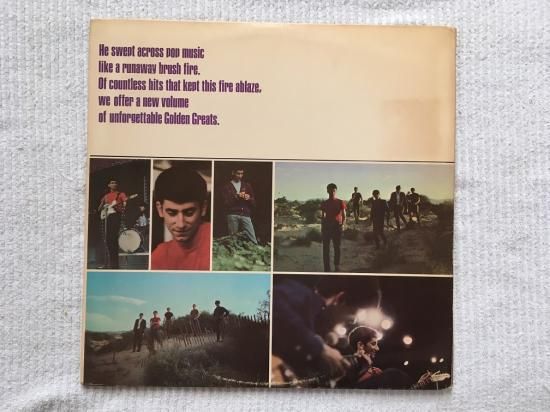 He swept across pop music
like a runaway brush fire.
Of countless hits that kept this fire ablaze,
we offer a new volume
of unforgettable Golden Greats.